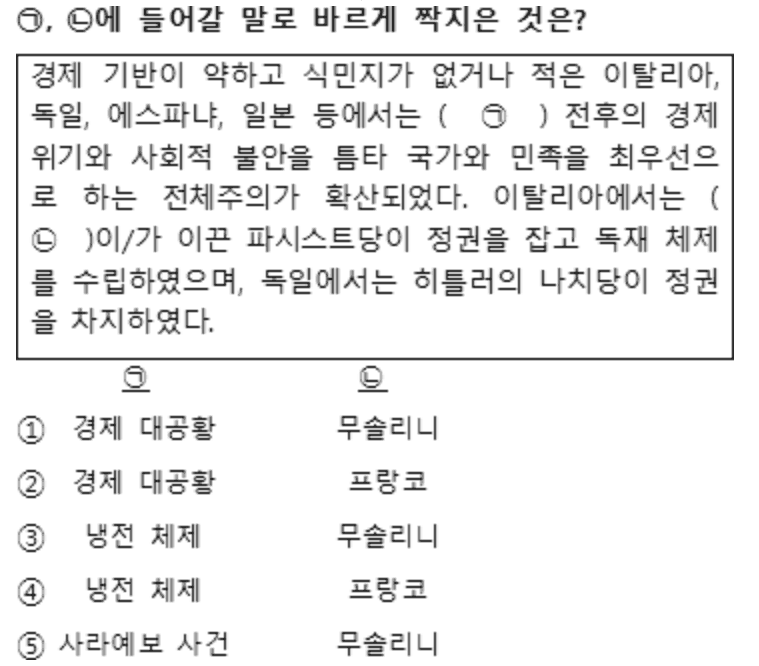 ㉠, ㉡에 들어갈 말로 바르게 짝지은 것은?
경제 기반이 약하고 식민지가 없거나 적은 이탈리아,
독일, 에스파냐, 일본 등에서는 ( ㉠ ) 전후의 경제
위기와 사회적 불안을 틈타 국가와 민족을 최우선으
로 하는 전체주의가 확산되었다. 이탈리아에서는 (
㉡ )이/가 이끈 파시스트당이 정권을 잡고 독재 체제
를 수립하였으며, 독일에서는 히틀러의 나치당이 정권
을 차지하였다.
㉠ ㉡
① 경제 대공황 무솔리니
② 경제 대공황 프랑코
③ 냉전 체제 무솔리니
④ 냉전 체제 프랑코
⑤ 사라예보 사건 무솔리니